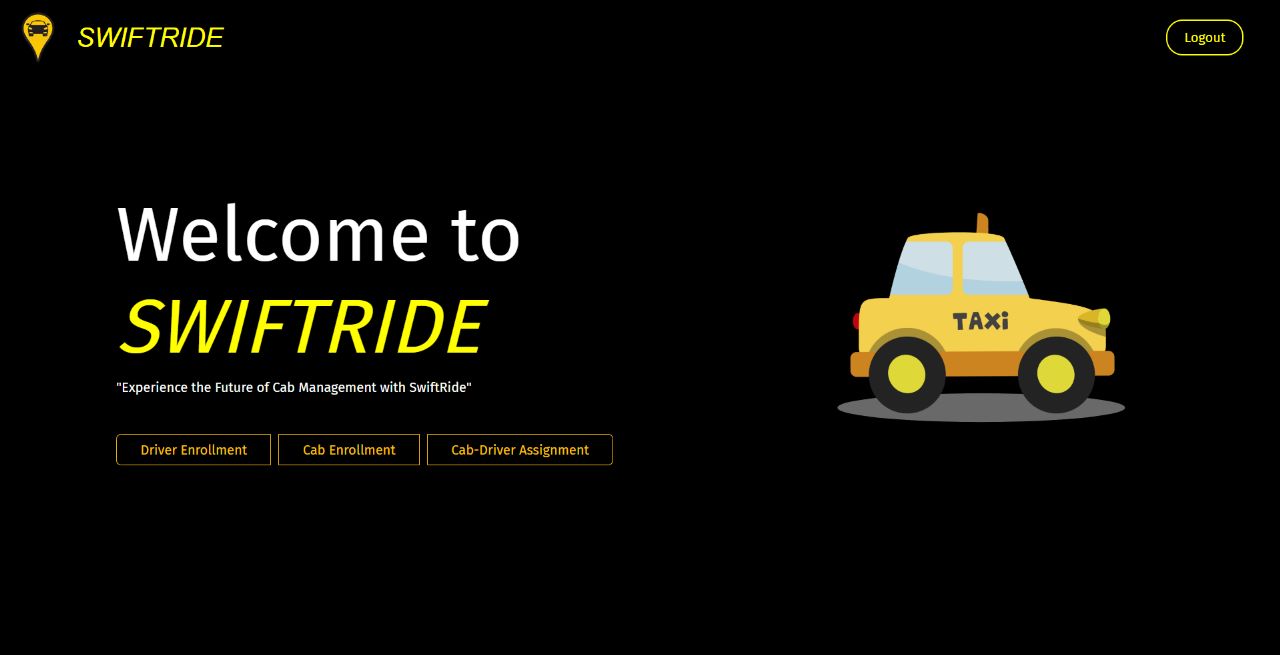 SWIFTRIDE
Logout
Welcome to
SWIFTRIDE
"Experience the Future of Cab Management with SwiftRide"
Driver Enrollment
Cab Enrollment
Cab-Driver Assignment
TAXi